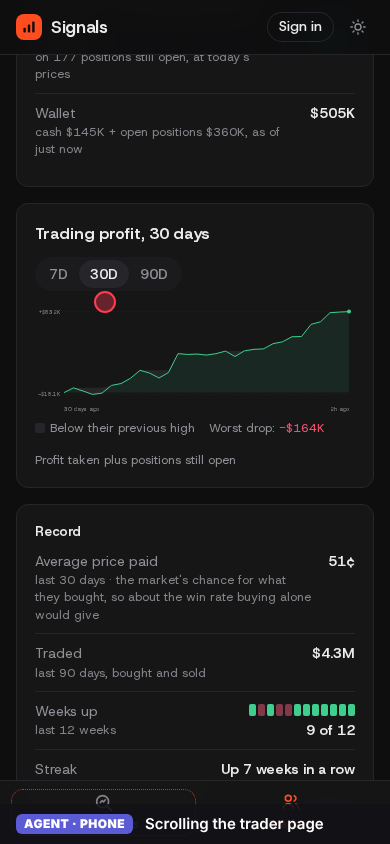 Signals
Sign in
on 177 positions still open, at today's
prices
Wallet
$505K
cash $145K + open positions $360K, as of
just now
Trading profit, 30 days
7D
30D
90D
30 days ago
2h ago
Below their previous high
Worst drop: −$164K
Profit taken plus positions still open
Record
Average price paid
51¢
last 30 days · the market's chance for what
they bought, so about the win rate buying alone
would give
Traded
$4.3M
last 90 days, bought and sold
Weeks up
last 12 weeks
9 of 12
Streak
Up 7 weeks in a row
AGENT · PHONE
Scrolling the trader page